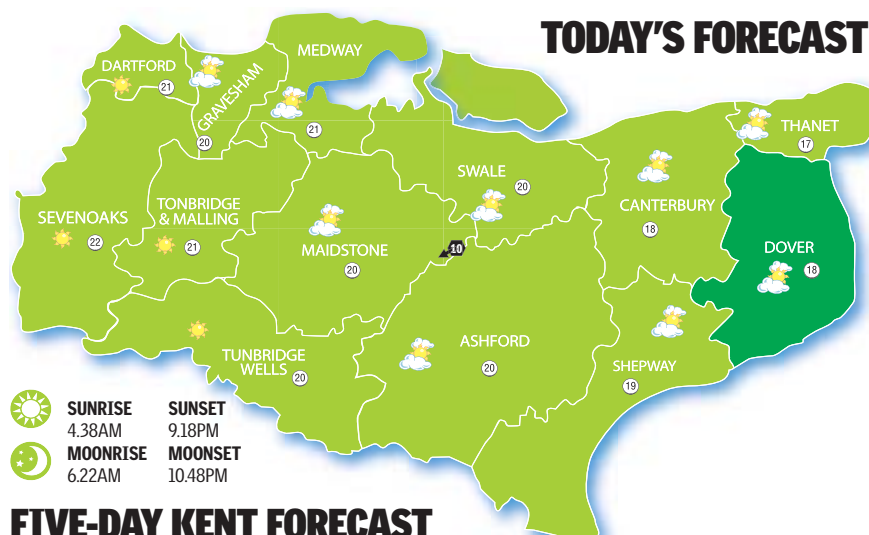 TODAY'S FORECAST
MEDWAY
DARTFORD
21
GRAVESHAM
20
21
THANET
17
SWALE
20
CANTERBURY
18
SEVENOAKS
22
TONBRIDGE
& MALLING
21
MAIDSTONE
20
10
DOVER
18
TUNBRIDGE
WELLS
20
ASHFORD
20
SHEPWAY
19
SUNRISE SUNSET
4.38AM 9.18PM
MOONRISE MOONSET
6.22AM 10.48PM
FIVE-DAY KENT FORECAST